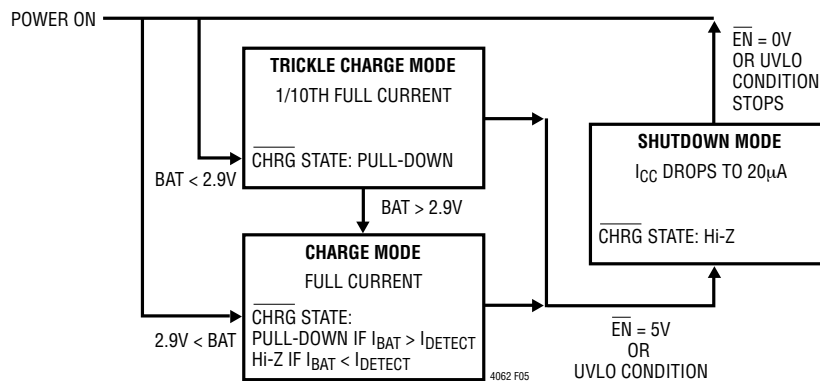 POWER ON
TRICKLE CHARGE MODE
1/10TH FULL CURRENT
CHRG STATE: PULL-DOWN
BAT < 2.9V
BAT > 2.9V
CHARGE MODE
FULL CURRENT
CHRG STATE:
PULL-DOWN IF IBAT > IDETECT
Hi-Z IF IBAT < IDETECT
2.9V < BAT
4062 F05
EN = 0V
OR UVLO
CONDITION
STOPS
SHUTDOWN MODE
ICC DROPS TO 20µA
CHRG STATE: Hi-Z
EN = 5V
OR
UVLO CONDITION